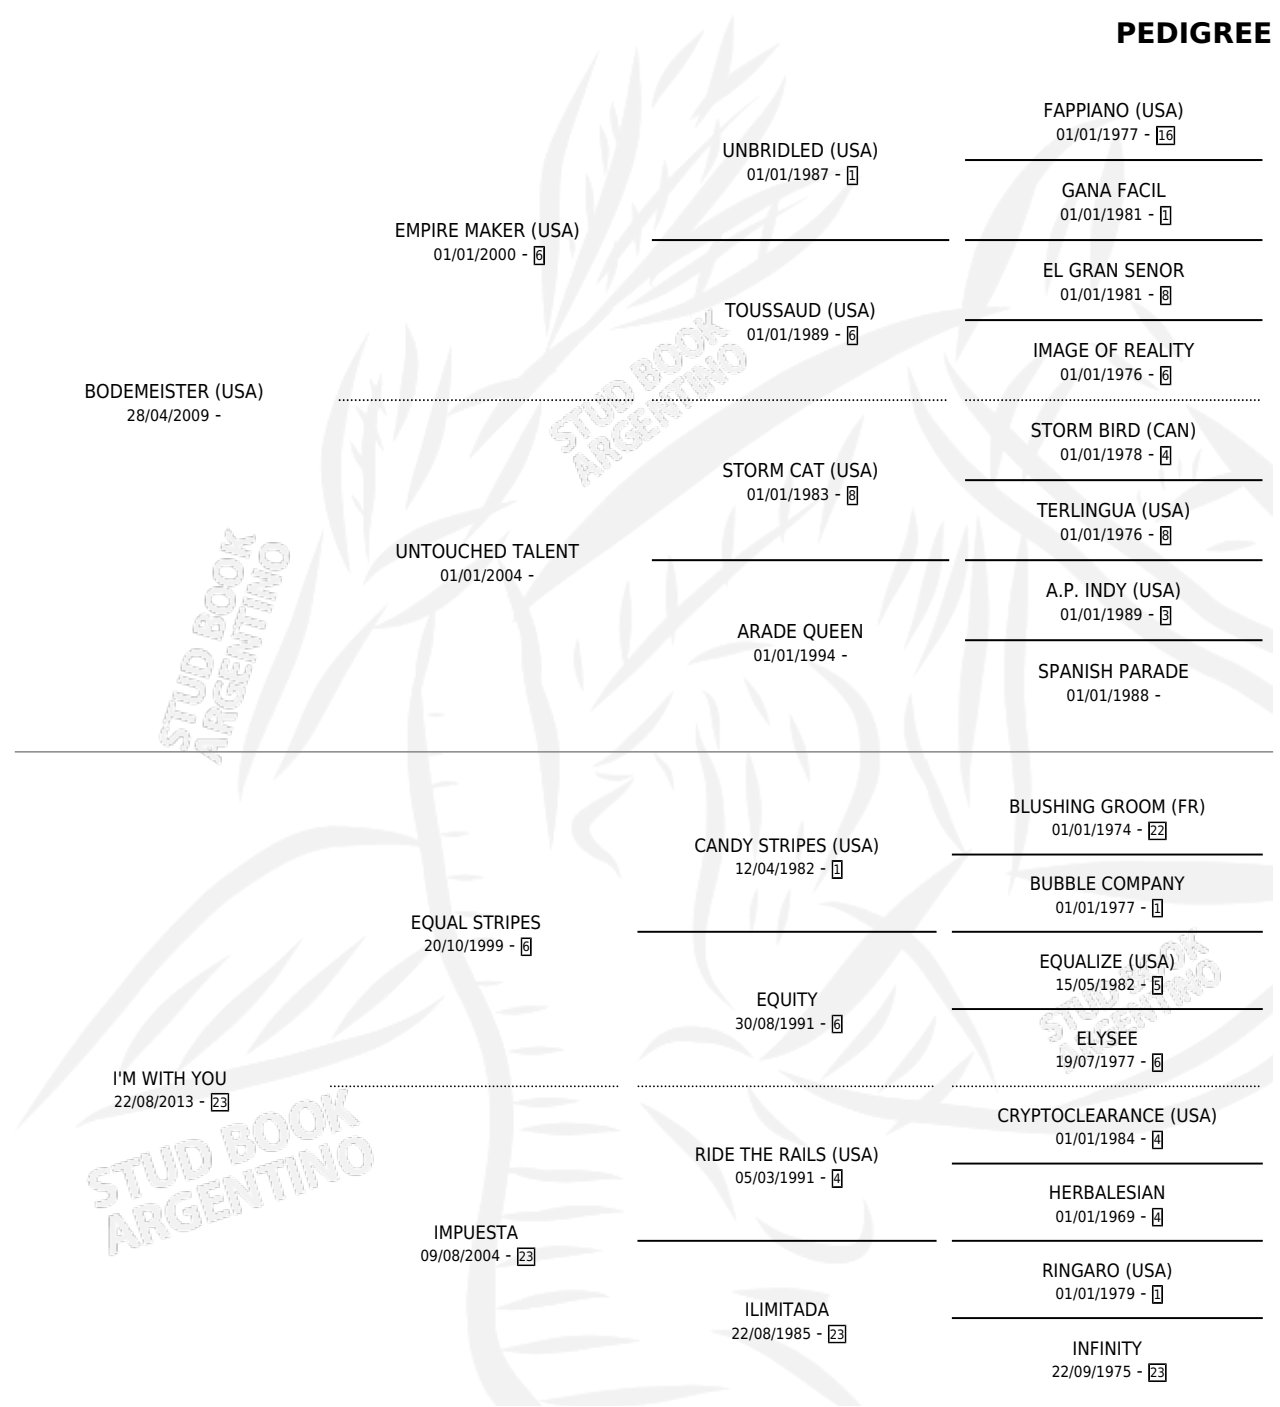 PEDIGREE
FAPPIANO (USA)
01/01/1977 - 16
UNBRIDLED (USA)
01/01/1987 - 1
GANA FACIL
01/01/1981 - 1
EMPIRE MAKER (USA)
01/01/2000 - 6
EL GRAN SENOR
01/01/1981 - 8
TOUSSAUD (USA)
01/01/1989 - 6
IMAGE OF REALITY
01/01/1976 - 6
BODEMEISTER (USA)
28/04/2009 -
STORM BIRD (CAN)
01/01/1978 - 4
STORM CAT (USA)
01/01/1983 - 8
TERLINGUA (USA)
01/01/1976 - 8
UNTOUCHED TALENT
01/01/2004 -
A.P. INDY (USA)
01/01/1989 - 3
ARADE QUEEN
01/01/1994 -
SPANISH PARADE
01/01/1988 -
BLUSHING GROOM (FR)
01/01/1974 - 22
CANDY STRIPES (USA)
12/04/1982 - 1
BUBBLE COMPANY
01/01/1977 - 1
EQUAL STRIPES
20/10/1999 - 6
EQUALIZE (USA)
15/05/1982 - 5
EQUITY
30/08/1991 - 6
ELYSEE
19/07/1977 - 6
I'M WITH YOU
22/08/2013 - 23
CRYPTOCLEARANCE (USA)
01/01/1984 - 4
RIDE THE RAILS (USA)
05/03/1991 - 4
HERBALESIAN
01/01/1969 - 4
IMPUESTA
09/08/2004 - 23
RINGARO (USA)
01/01/1979 - 1
ILIMITADA
22/08/1985 - 23
INFINITY
22/09/1975 - 23
STUD BOOK
ARGENTINO
STUD BOOK
ARGENTINO
STUD BOOK
ARGENTINO
STUD BOOK
ARGENTINO